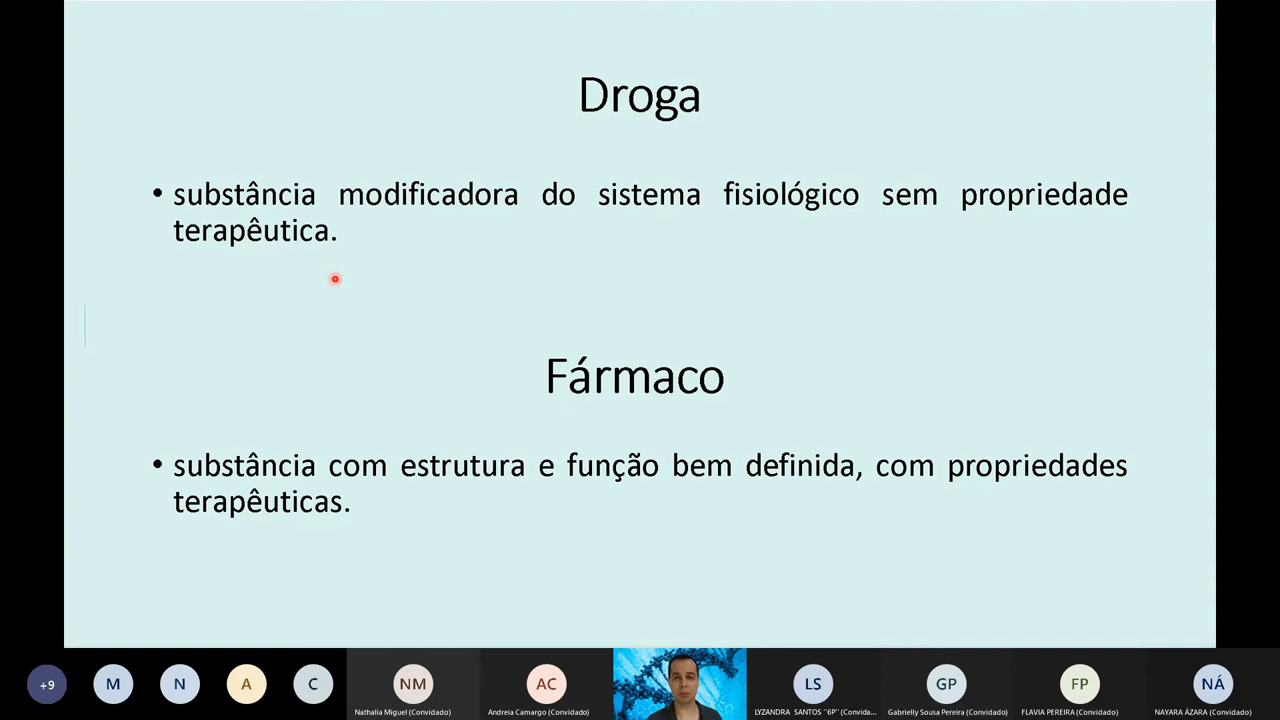 Droga
• substância modificadora do sistema fisiológico sem propriedade
terapêutica.
Fármaco
• substância com estrutura e função bem definida, com propriedades
terapêuticas.
+9
M
N
A
C
NM
AC
LS
GP
FP
NÁ
Nathalia Miguel (Convidado)
Andreia Camargo (Convidado)
LYZANDRA SANTOS "6P" (Convida...
Gabrielly Sousa Pereira (Convidado)
FLAVIA PEREIRA (Convidado)
NAYARA ÁZARA (Convidado)